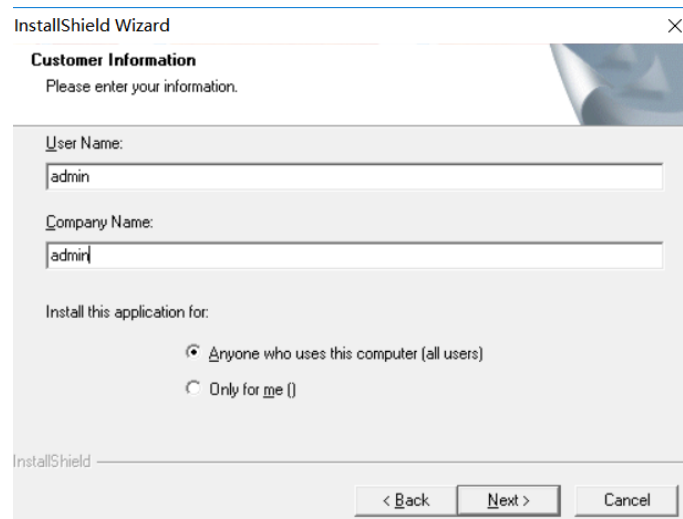 InstallShield Wizard
Customer Information
Please enter your information.
User Name:
admin
Company Name:
admin
Install this application for:
Anyone who uses this computer (all users)
Only for me ()
InstallShield
< Back
Next >
Cancel